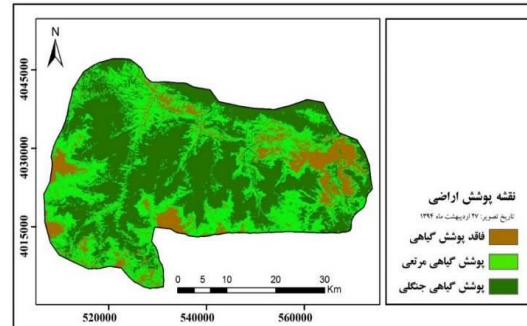 N
4045000
4030000
4015000
520000
540000
560000
0 5 10 20 30
Km
نقشه پوشش اراضی
تاریخ تصویر: ۲۷ اردیبهشت ماه ۱۳۹۴
فاقد پوشش گیاهی
پوشش گیاهی مرتعی
پوشش گیاهی جنگلی